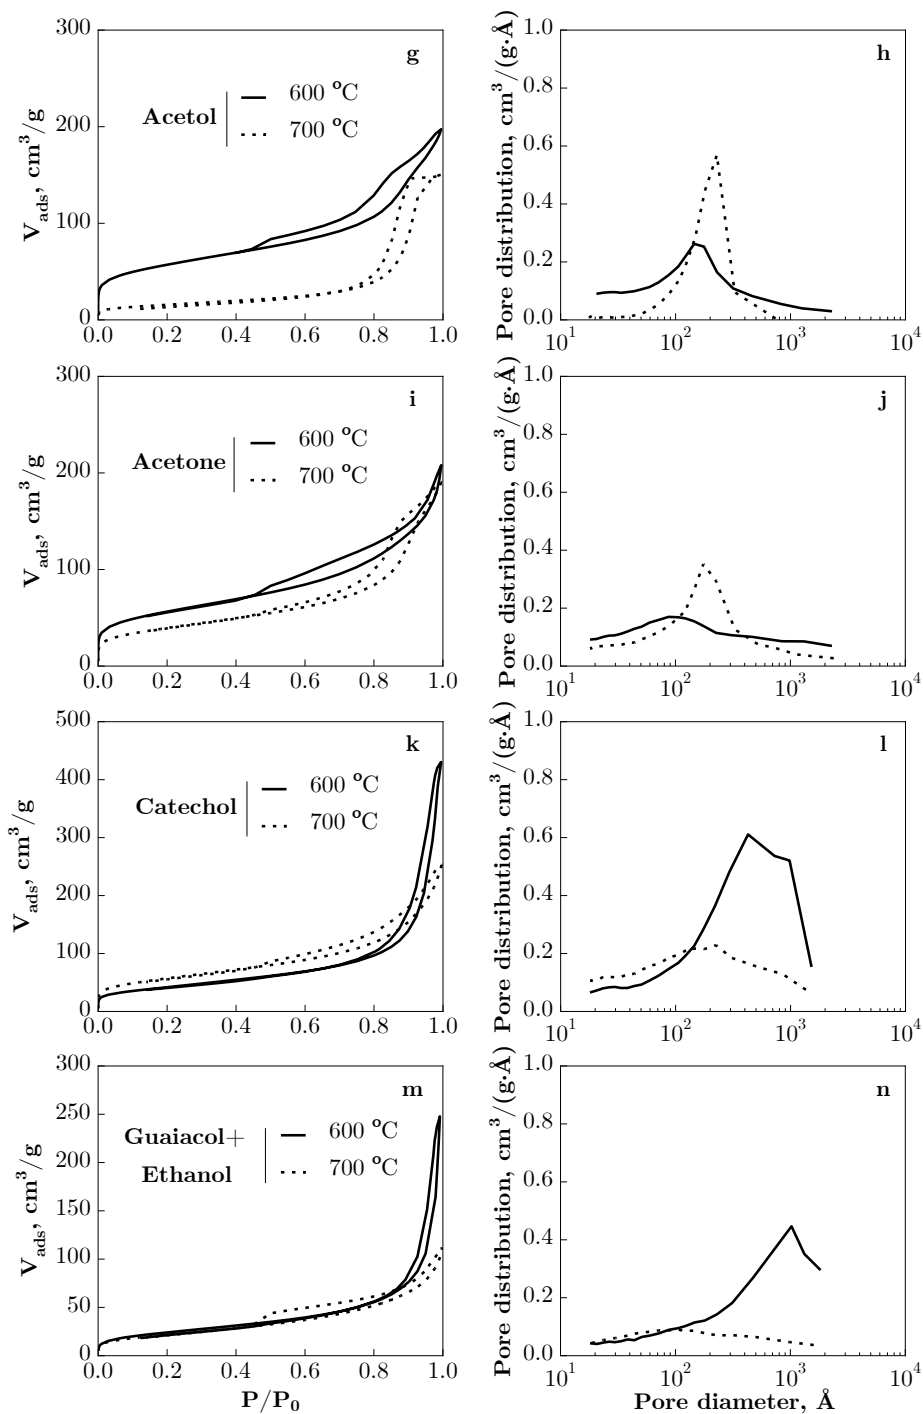 g
V_ads, cm³/g
300
200
100
0
0.0 0.2 0.4 0.6 0.8 1.0
Acetol
600 °C
700 °C
h
Pore distribution, cm³/(g·Å)
1.0
0.8
0.6
0.4
0.2
0.0
10¹ 10² 10³ 10⁴
i
V_ads, cm³/g
300
200
100
0
0.0 0.2 0.4 0.6 0.8 1.0
Acetone
600 °C
700 °C
j
Pore distribution, cm³/(g·Å)
1.0
0.8
0.6
0.4
0.2
0.0
10¹ 10² 10³ 10⁴
k
V_ads, cm³/g
500
400
300
200
100
0
0.0 0.2 0.4 0.6 0.8 1.0
Catechol
600 °C
700 °C
l
Pore distribution, cm³/(g·Å)
1.0
0.8
0.6
0.4
0.2
0.0
10¹ 10² 10³ 10⁴
m
V_ads, cm³/g
300
250
200
150
100
50
0
0.0 0.2 0.4 0.6 0.8 1.0
Guaiacol+
Ethanol
600 °C
700 °C
P/P₀
n
Pore distribution, cm³/(g·Å)
1.0
0.8
0.6
0.4
0.2
0.0
10¹ 10² 10³ 10⁴
Pore diameter, Å